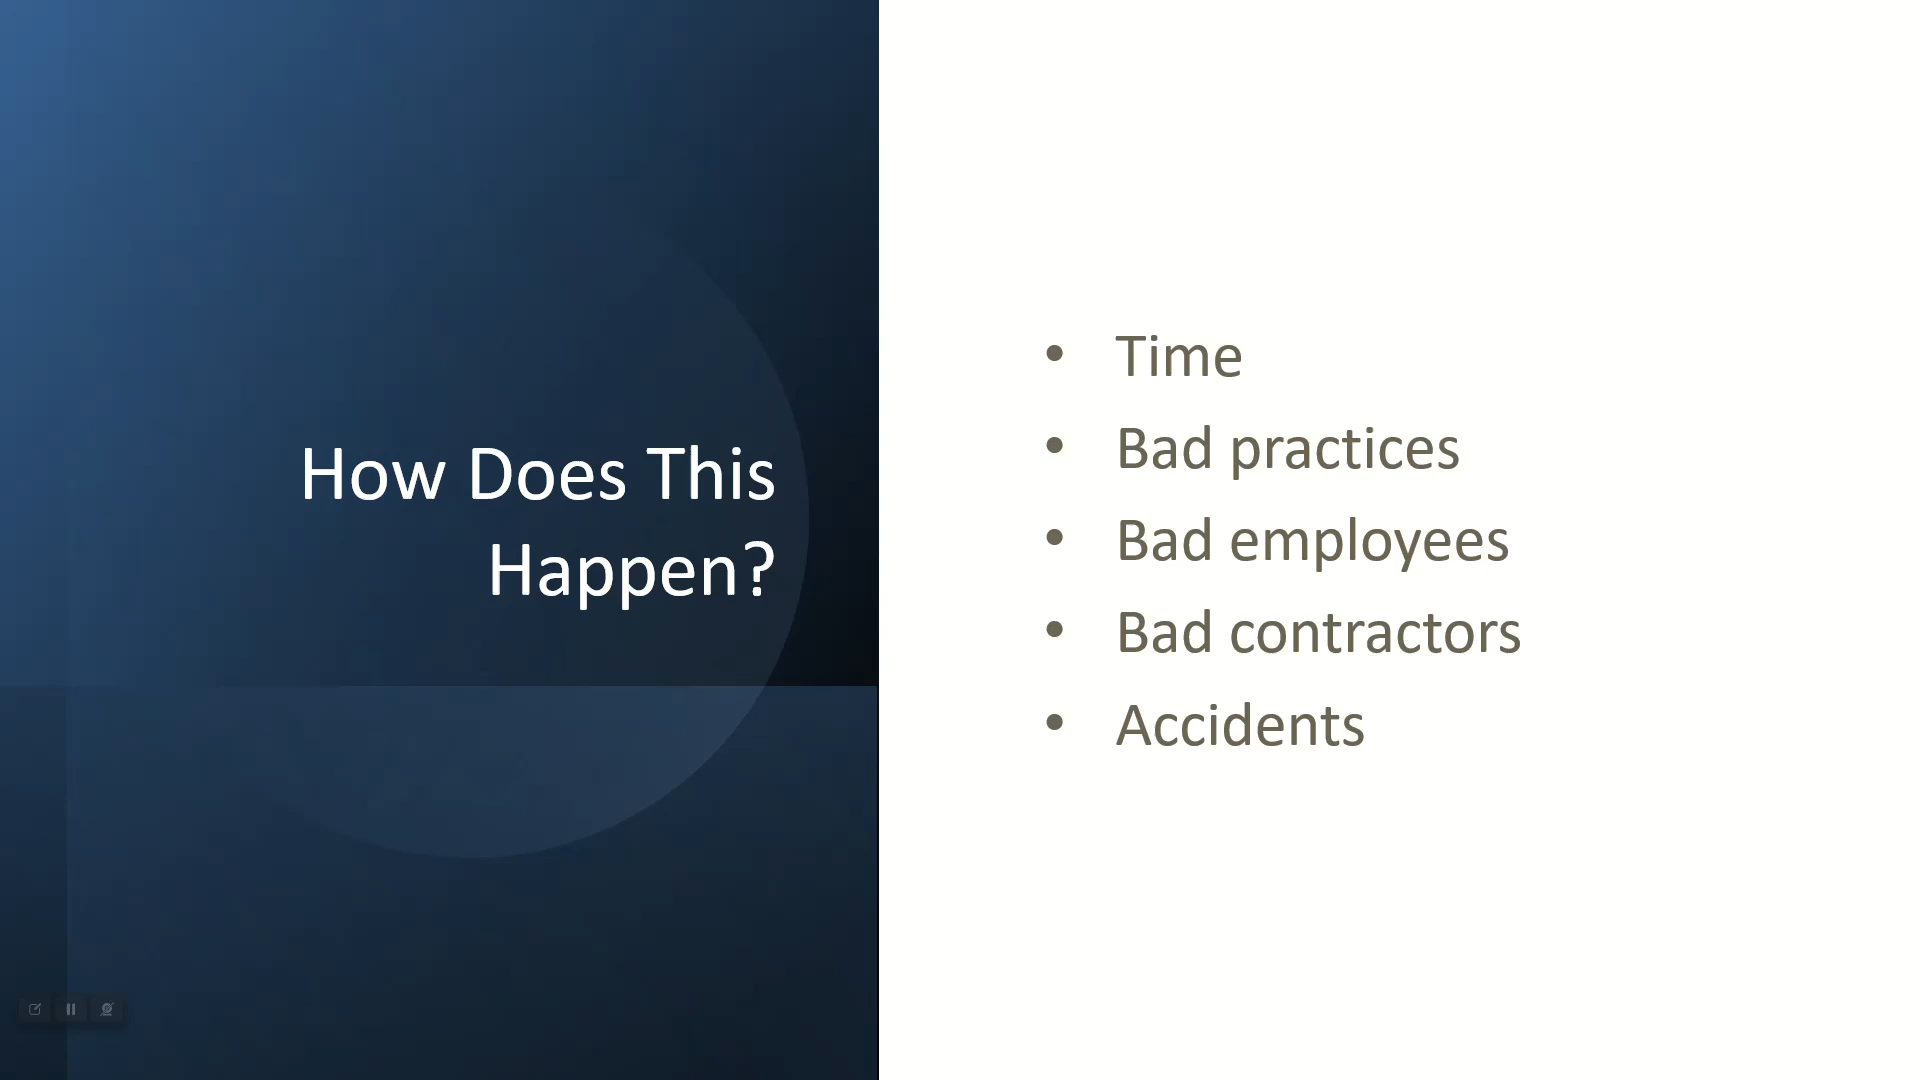 How Does This
Happen?
• Time
• Bad practices
• Bad employees
• Bad contractors
• Accidents